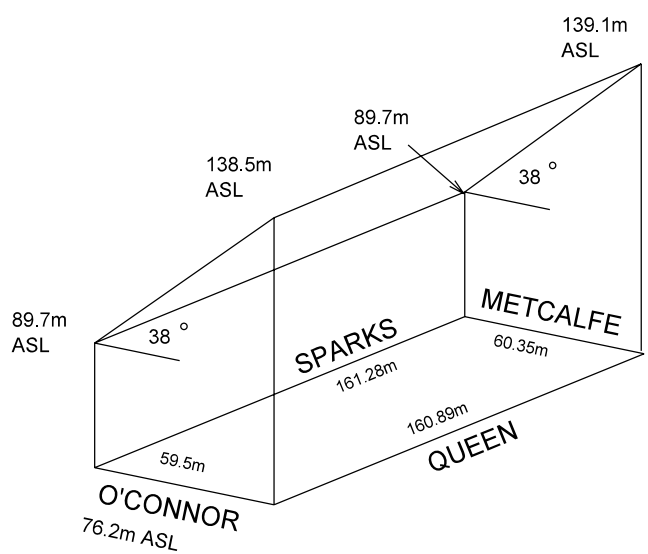 139.1m
ASL
89.7m
ASL
138.5m
ASL
38 °
89.7m
ASL
38 °
METCALFE
SPARKS
60.35m
161.28m
160.89m
QUEEN
59.5m
O'CONNOR
76.2m ASL